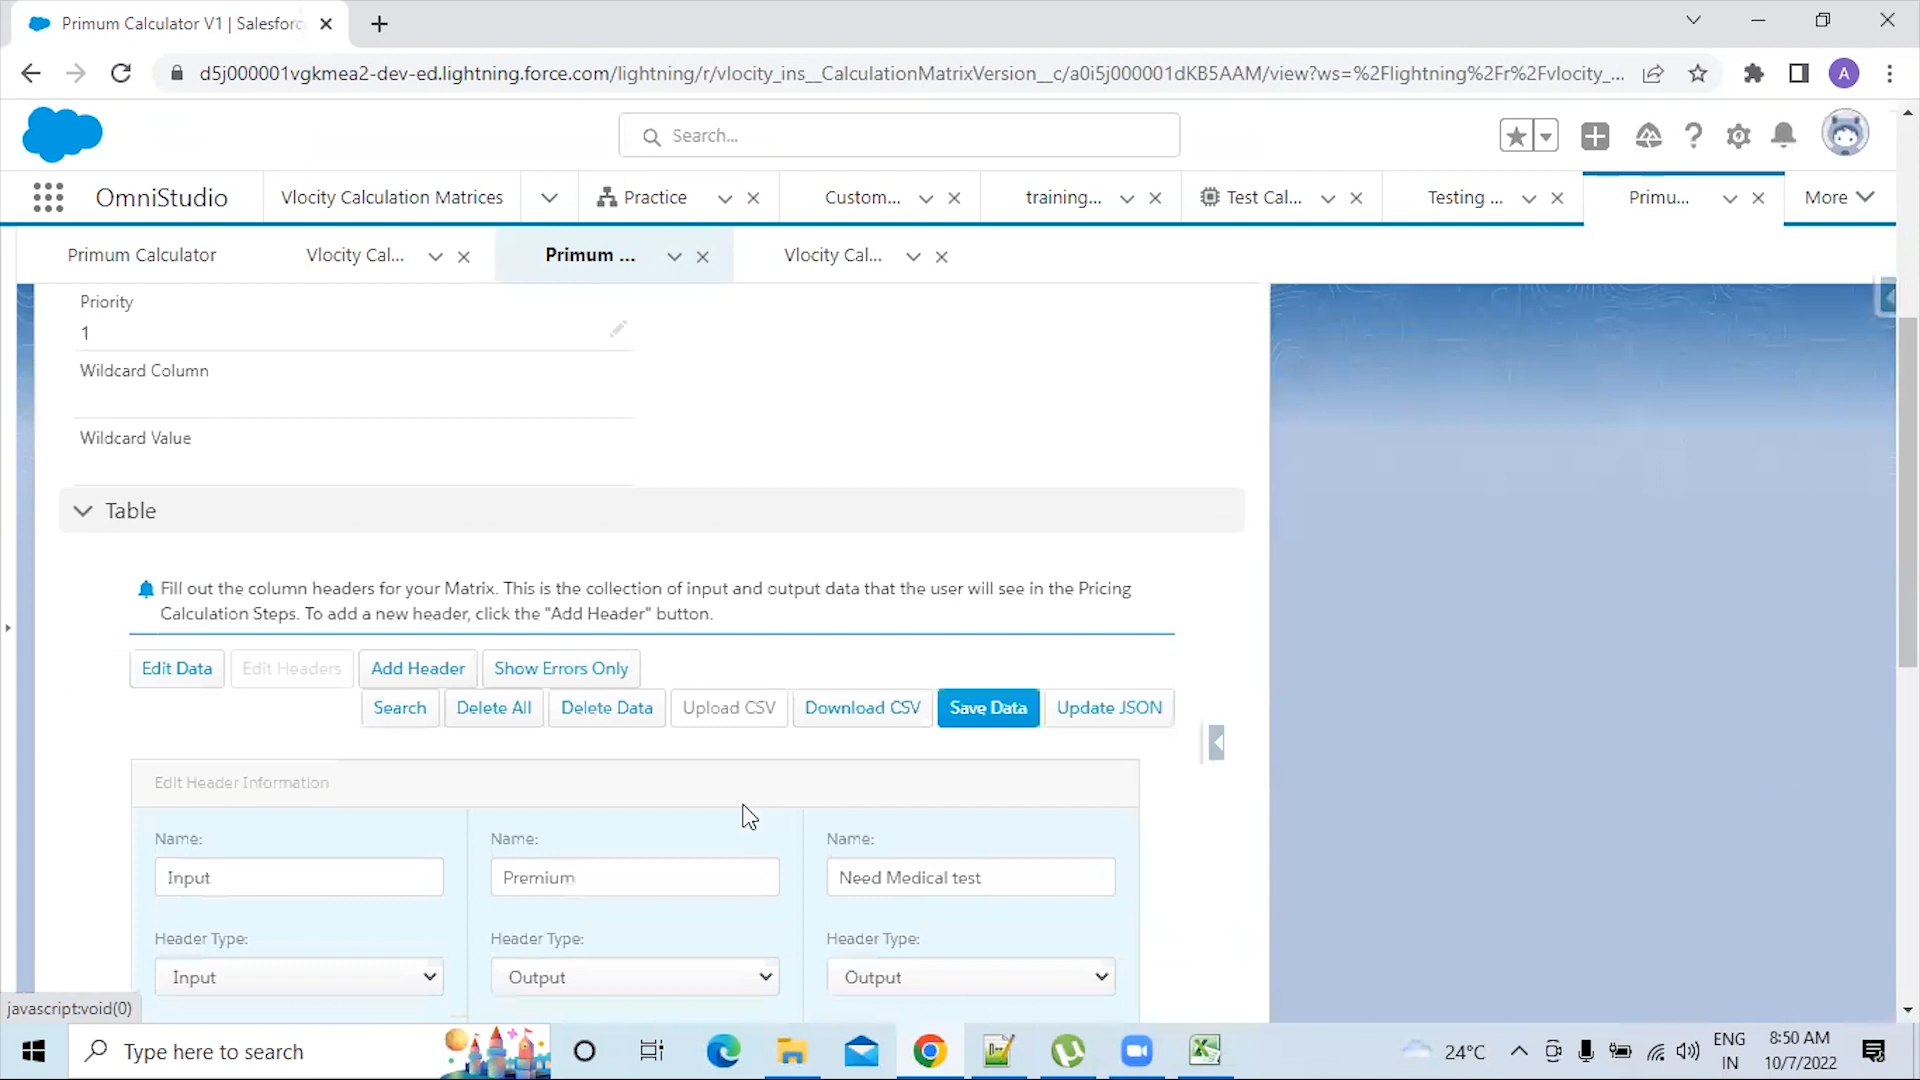 Primum Calculator V1 | Salesforc
d5j000001vgkmea2-dev-ed.lightning.force.com/lightning/r/vlocity_ins__CalculationMatrixVersion__c/a0i5j000001dKB5AAM/view?ws=%2Flightning%2Fr%2Fvlocity_...
A
Search...
OmniStudio
Vlocity Calculation Matrices
Practice
Custom...
training...
Test Cal...
Testing ...
Primu...
More
Primum Calculator
Vlocity Cal...
Primum ...
Vlocity Cal...
Priority
1
Wildcard Column
Wildcard Value
Table
Fill out the column headers for your Matrix. This is the collection of input and output data that the user will see in the Pricing
Calculation Steps. To add a new header, click the "Add Header" button.
Edit Data
Edit Headers
Add Header
Show Errors Only
Search
Delete All
Delete Data
Upload CSV
Download CSV
Save Data
Update JSON
Edit Header Information
Name:
Name:
Name:
Input
Premium
Need Medical test
Header Type:
Header Type:
Header Type:
Input
Output
Output
javascript:void(0)
Type here to search
24°C
ENG
IN
8:50 AM
10/7/2022